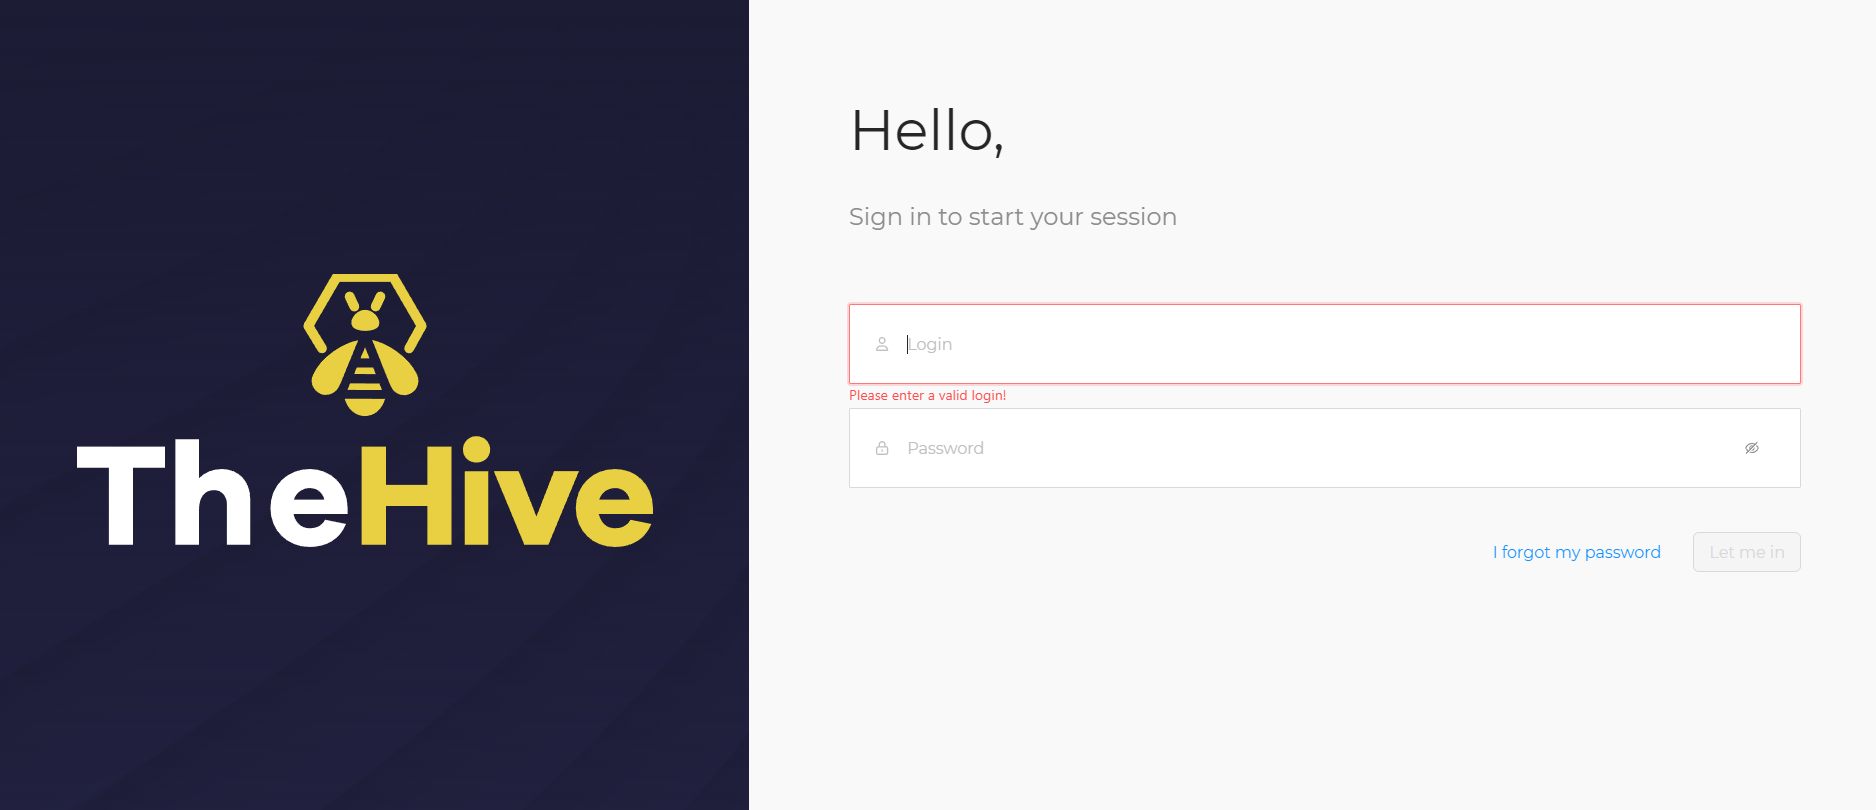 TheHive
Hello,
Sign in to start your session
Login
Please enter a valid login!
Password
I forgot my password
Let me in